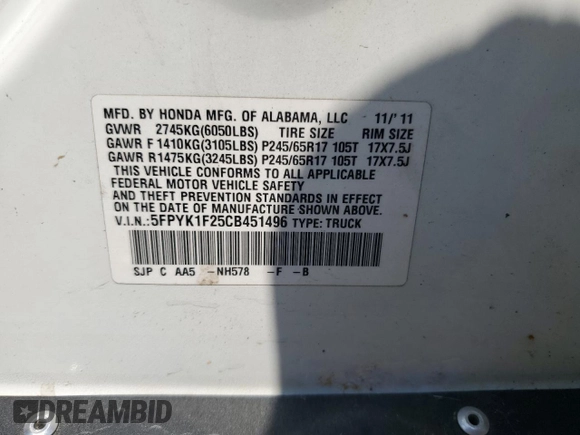 MFD. BY HONDA MFG. OF ALABAMA, LLC 11/'11
GVWR 2745KG(6050LBS) TIRE SIZE RIM SIZE
GAWR F 1410KG(3105LBS) P245/65R17 105T 17X7.5J
GAWR R1475KG(3245LBS) P245/65R17 105T 17X7.5J
THIS VEHICLE CONFORMS TO ALL APPLICABLE
FEDERAL MOTOR VEHICLE SAFETY
AND THEFT PREVENTION STANDARDS IN EFFECT
ON THE DATE OF MANUFACTURE SHOWN ABOVE.
V.I.N.:5FPYK1F25CB451496 TYPE: TRUCK
SJP C AA5 -NH578 -F -B
DREAMBID